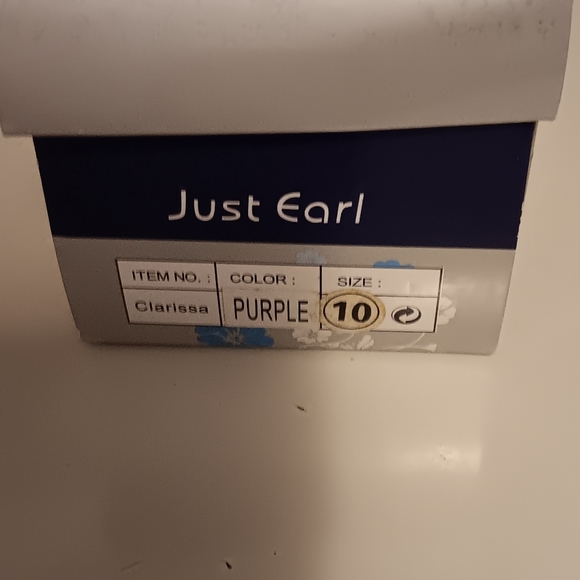 Just Earl
ITEM NO. : COLOR : SIZE :
Clarissa PURPLE 10